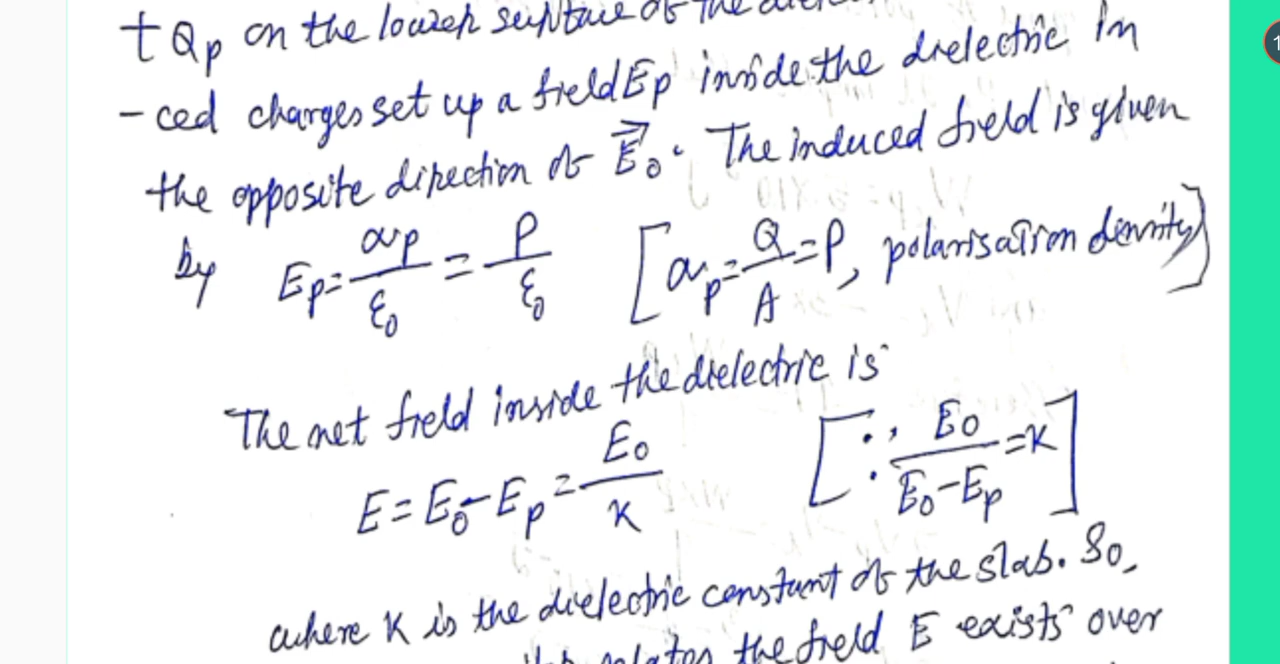 + Qp on the lower surface of the
- ced charges set up a field Ep inside the dielectric in
the opposite direction of E⃗₀. The induced field is given
by Ep = σp/ε₀ = P/ε₀ [σp = Q/A = P, polarisation density]
The net field inside the dielectric is
E = E₀ - Ep = E₀/K [∵ E₀/(E₀ - Ep) = K]
where K is the dielectric constant of the slab. So,
the field E exists over
1